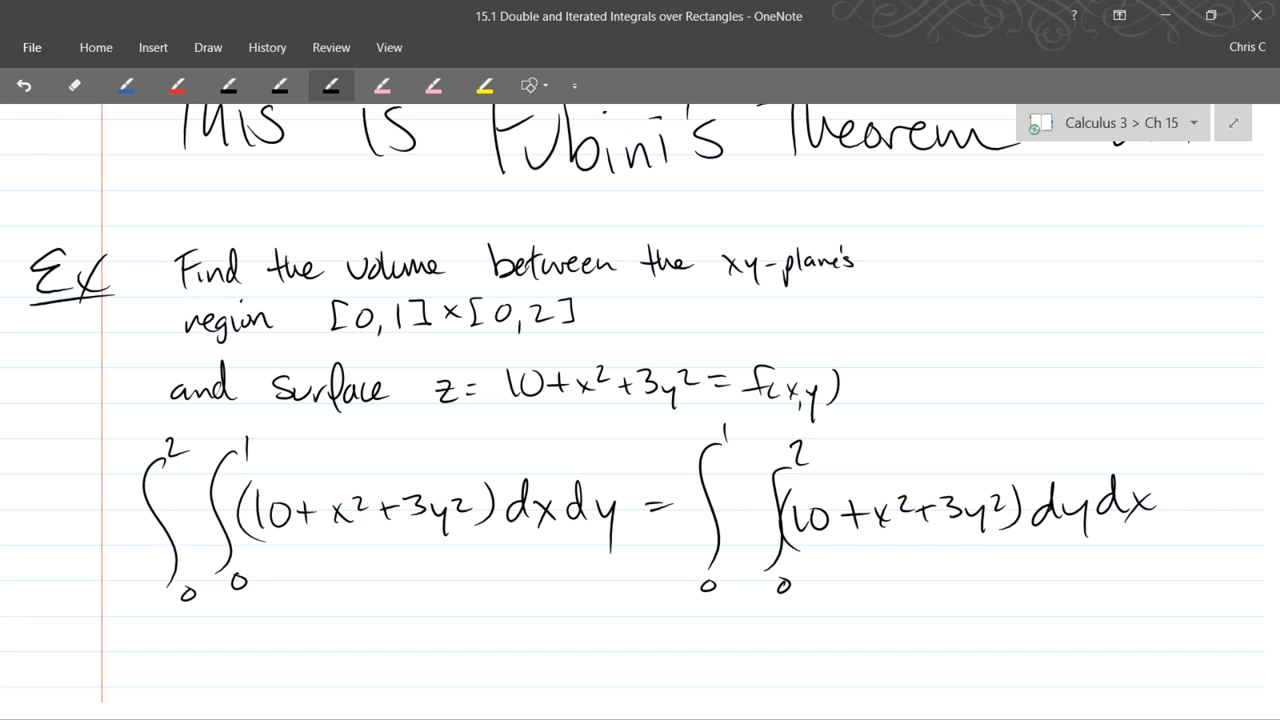 15.1 Double and Iterated Integrals over Rectangles - OneNote
File Home Insert Draw History Review View Chris C
Calculus 3 > Ch 15
This is Fubini's Theorem
Ex Find the volume between the xy-plane's
region [0,1]×[0,2]
and surface z= 10+x²+3y² = f(x,y)
∫₀² ∫₀¹ (10+x²+3y²) dx dy = ∫₀¹ ∫₀² (10+x²+3y²) dy dx